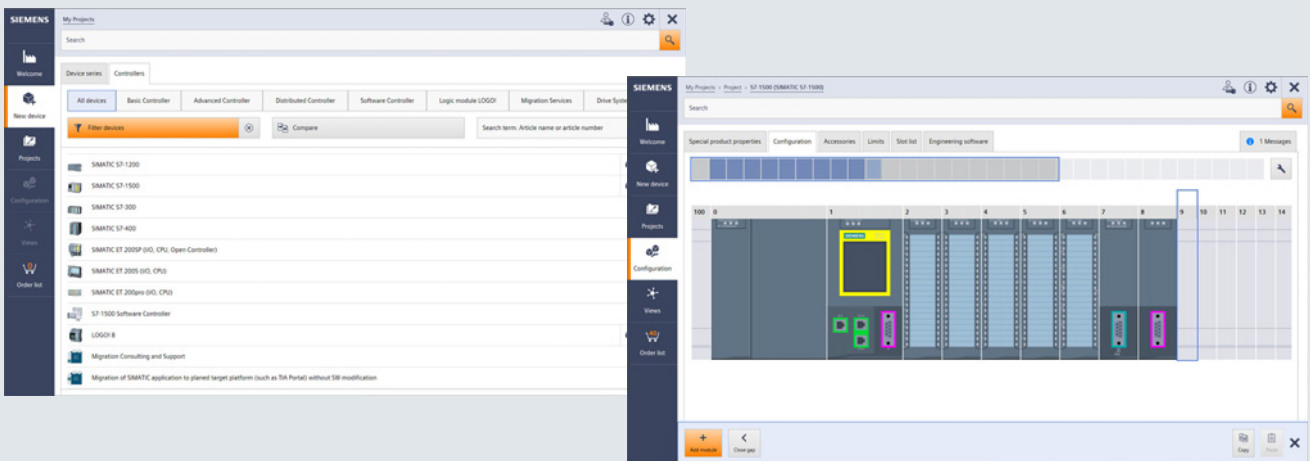 SIEMENS
My Projects
Search
Welcome
New device
Projects
Configuration
Views
Order list
Device series Controllers
All devices Basic Controller Advanced Controller Distributed Controller Software Controller Logic module LOGO! Migration Services Drive Syste
Filter devices Compare Search term: Article name or article number
SIMATIC S7-1200
SIMATIC S7-1500
SIMATIC S7-300
SIMATIC S7-400
SIMATIC ET 200SP (I/O, CPU, Open Controller)
SIMATIC ET 200S (I/O, CPU)
SIMATIC ET 200pro (I/O, CPU)
S7-1500 Software Controller
LOGO! 8
Migration Consulting and Support
Migration of SIMATIC application to planed target platform (such as TIA Portal) without SW-modification
SIEMENS
My Projects > Project > S7-1500 (SIMATIC S7-1500)
Search
Welcome
New device
Projects
Configuration
Views
Order list
Special product properties Configuration Accessories Limits Slot list Engineering software 1 Messages
100 0 1 2 3 4 5 6 7 8 9 10 11 12 13 14
SIEMENS
Add module Close gap Copy Paste